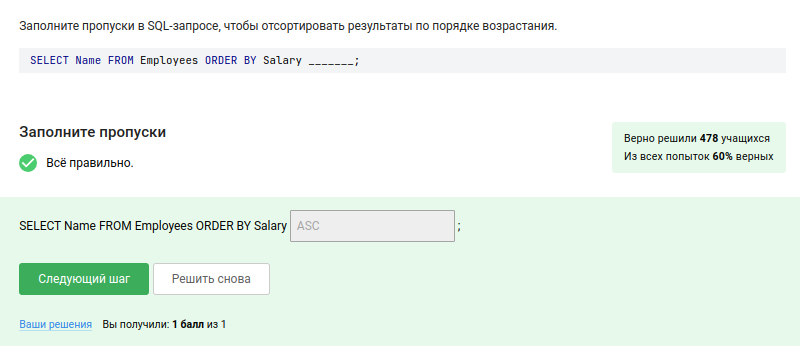 Заполните пропуски в SQL-запросе, чтобы отсортировать результаты по порядке возрастания.
SELECT Name FROM Employees ORDER BY Salary _______;
Заполните пропуски
Всё правильно.
Верно решили 478 учащихся
Из всех попыток 60% верных
SELECT Name FROM Employees ORDER BY Salary ASC ;
Следующий шаг Решить снова
Ваши решения Вы получили: 1 балл из 1